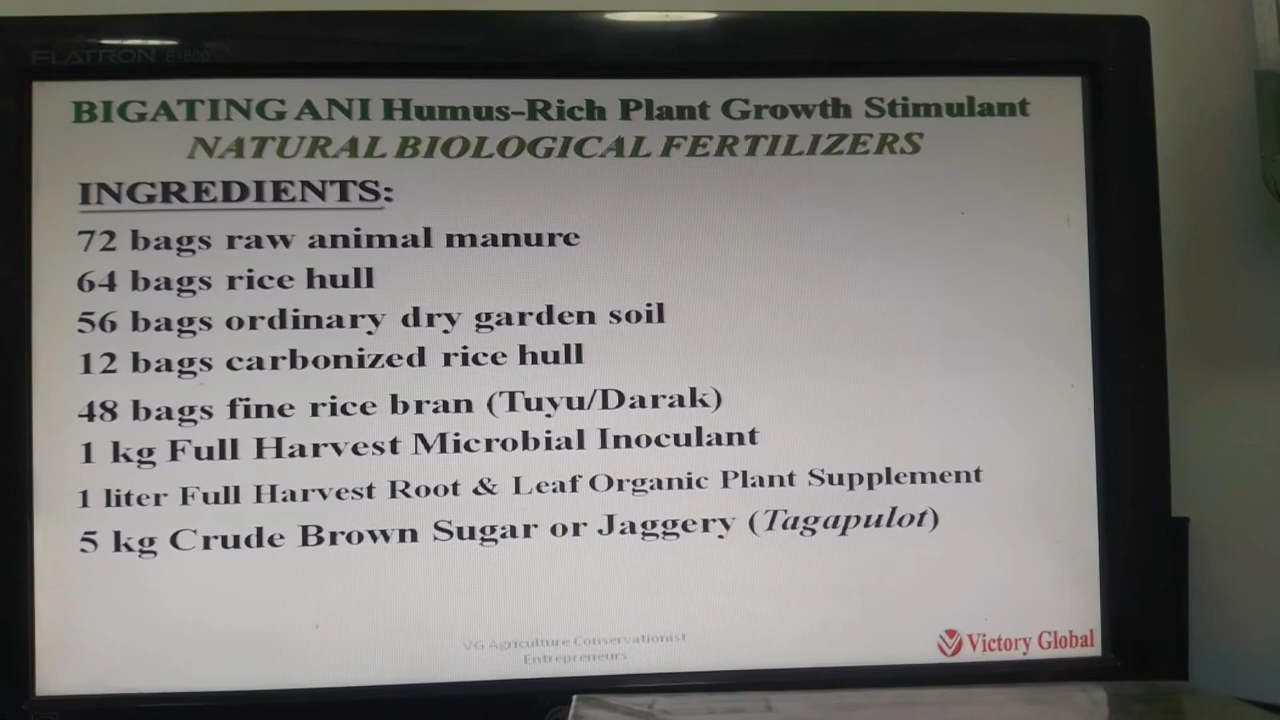 FLATRON
BIGATING ANI Humus-Rich Plant Growth Stimulant
NATURAL BIOLOGICAL FERTILIZERS
INGREDIENTS:
72 bags raw animal manure
64 bags rice hull
56 bags ordinary dry garden soil
12 bags carbonized rice hull
48 bags fine rice bran (Tuyu/Darak)
1 kg Full Harvest Microbial Inoculant
1 liter Full Harvest Root & Leaf Organic Plant Supplement
5 kg Crude Brown Sugar or Jaggery (Tagapulot)
VG Agriculture Conservationist
Entrepreneurs
Victory Global